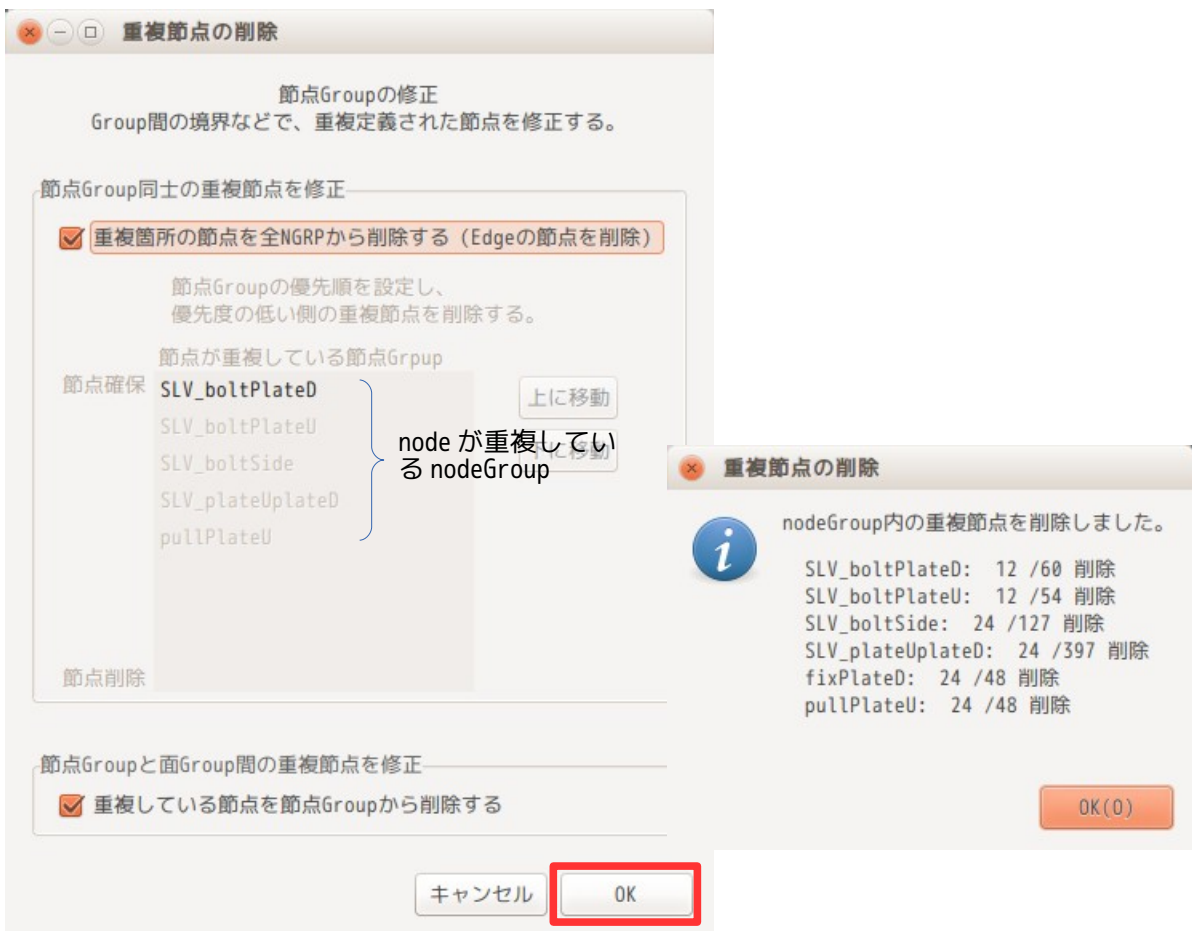 重複節点の削除
節点Groupの修正
Group間の境界などで、重複定義された節点を修正する。
節点Group同士の重複節点を修正
重複箇所の節点を全NGRPから削除する（Edgeの節点を削除）
節点Groupの優先順を設定し、
優先度の低い側の重複節点を削除する。
節点が重複している節点Grpup
節点確保
SLV_boltPlateD
SLV_boltPlateU
SLV_boltSide
SLV_plateUplateD
pullPlateU
上に移動
下に移動
node が重複してい
る nodeGroup
節点削除
節点Groupと面Group間の重複節点を修正
重複している節点を節点Groupから削除する
キャンセル
OK
重複節点の削除
nodeGroup内の重複節点を削除しました。
SLV_boltPlateD:  12 /60 削除
SLV_boltPlateU:  12 /54 削除
SLV_boltSide:  24 /127 削除
SLV_plateUplateD:  24 /397 削除
fixPlateD:  24 /48 削除
pullPlateU:  24 /48 削除
OK(O)